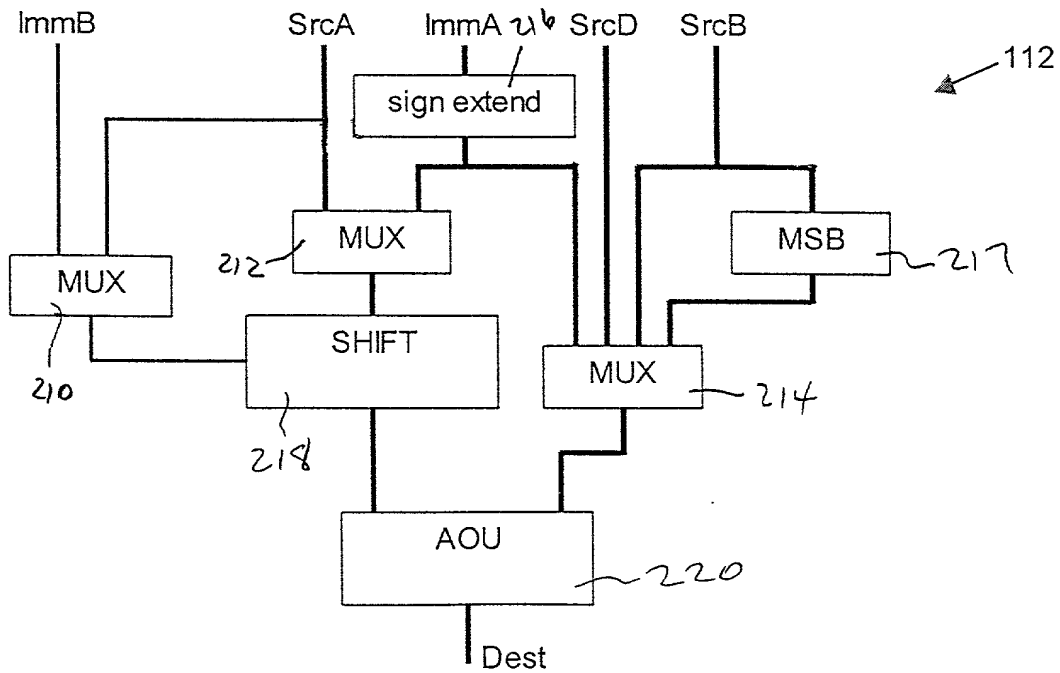 ImmB SrcA ImmA 216 SrcD SrcB
112
sign extend
MUX
212
MSB
217
MUX
210
SHIFT
218
MUX
214
AOU
220
Dest